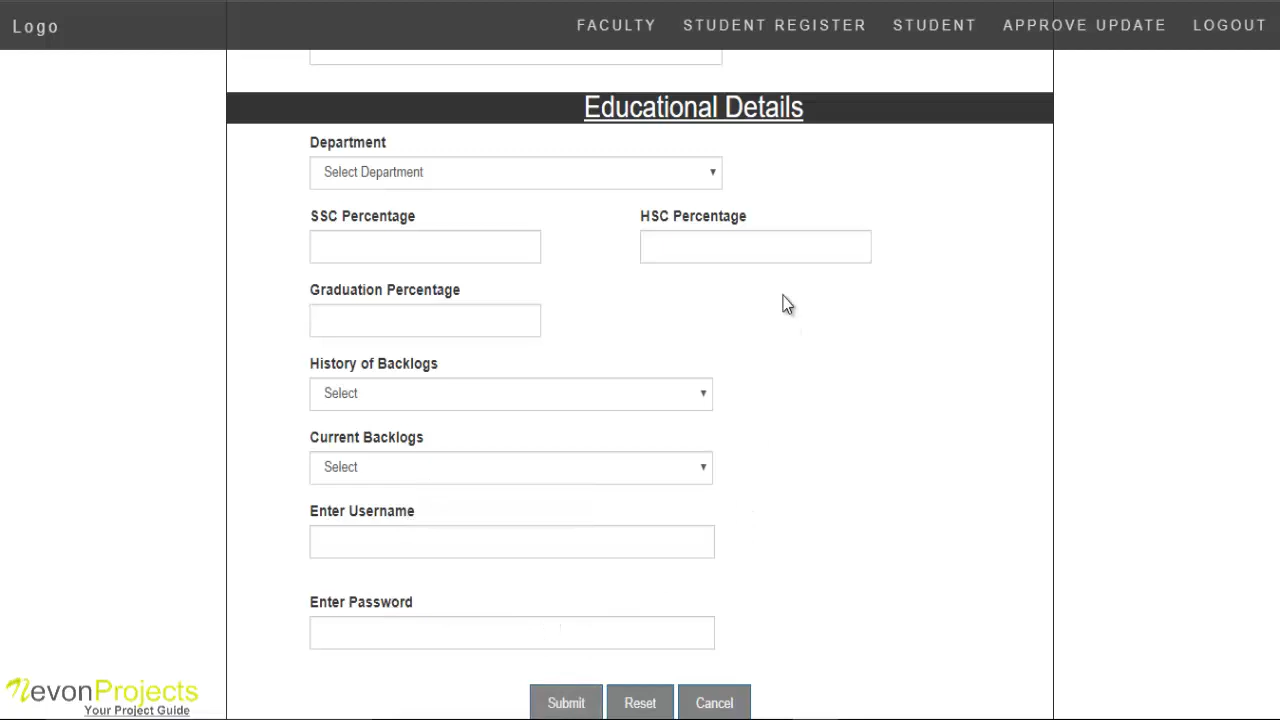 Logo
FACULTY STUDENT REGISTER STUDENT APPROVE UPDATE LOGOUT
Educational Details
Department
Select Department
SSC Percentage HSC Percentage
Graduation Percentage
History of Backlogs
Select
Current Backlogs
Select
Enter Username
Enter Password
Submit Reset Cancel
NevonProjects
Your Project Guide